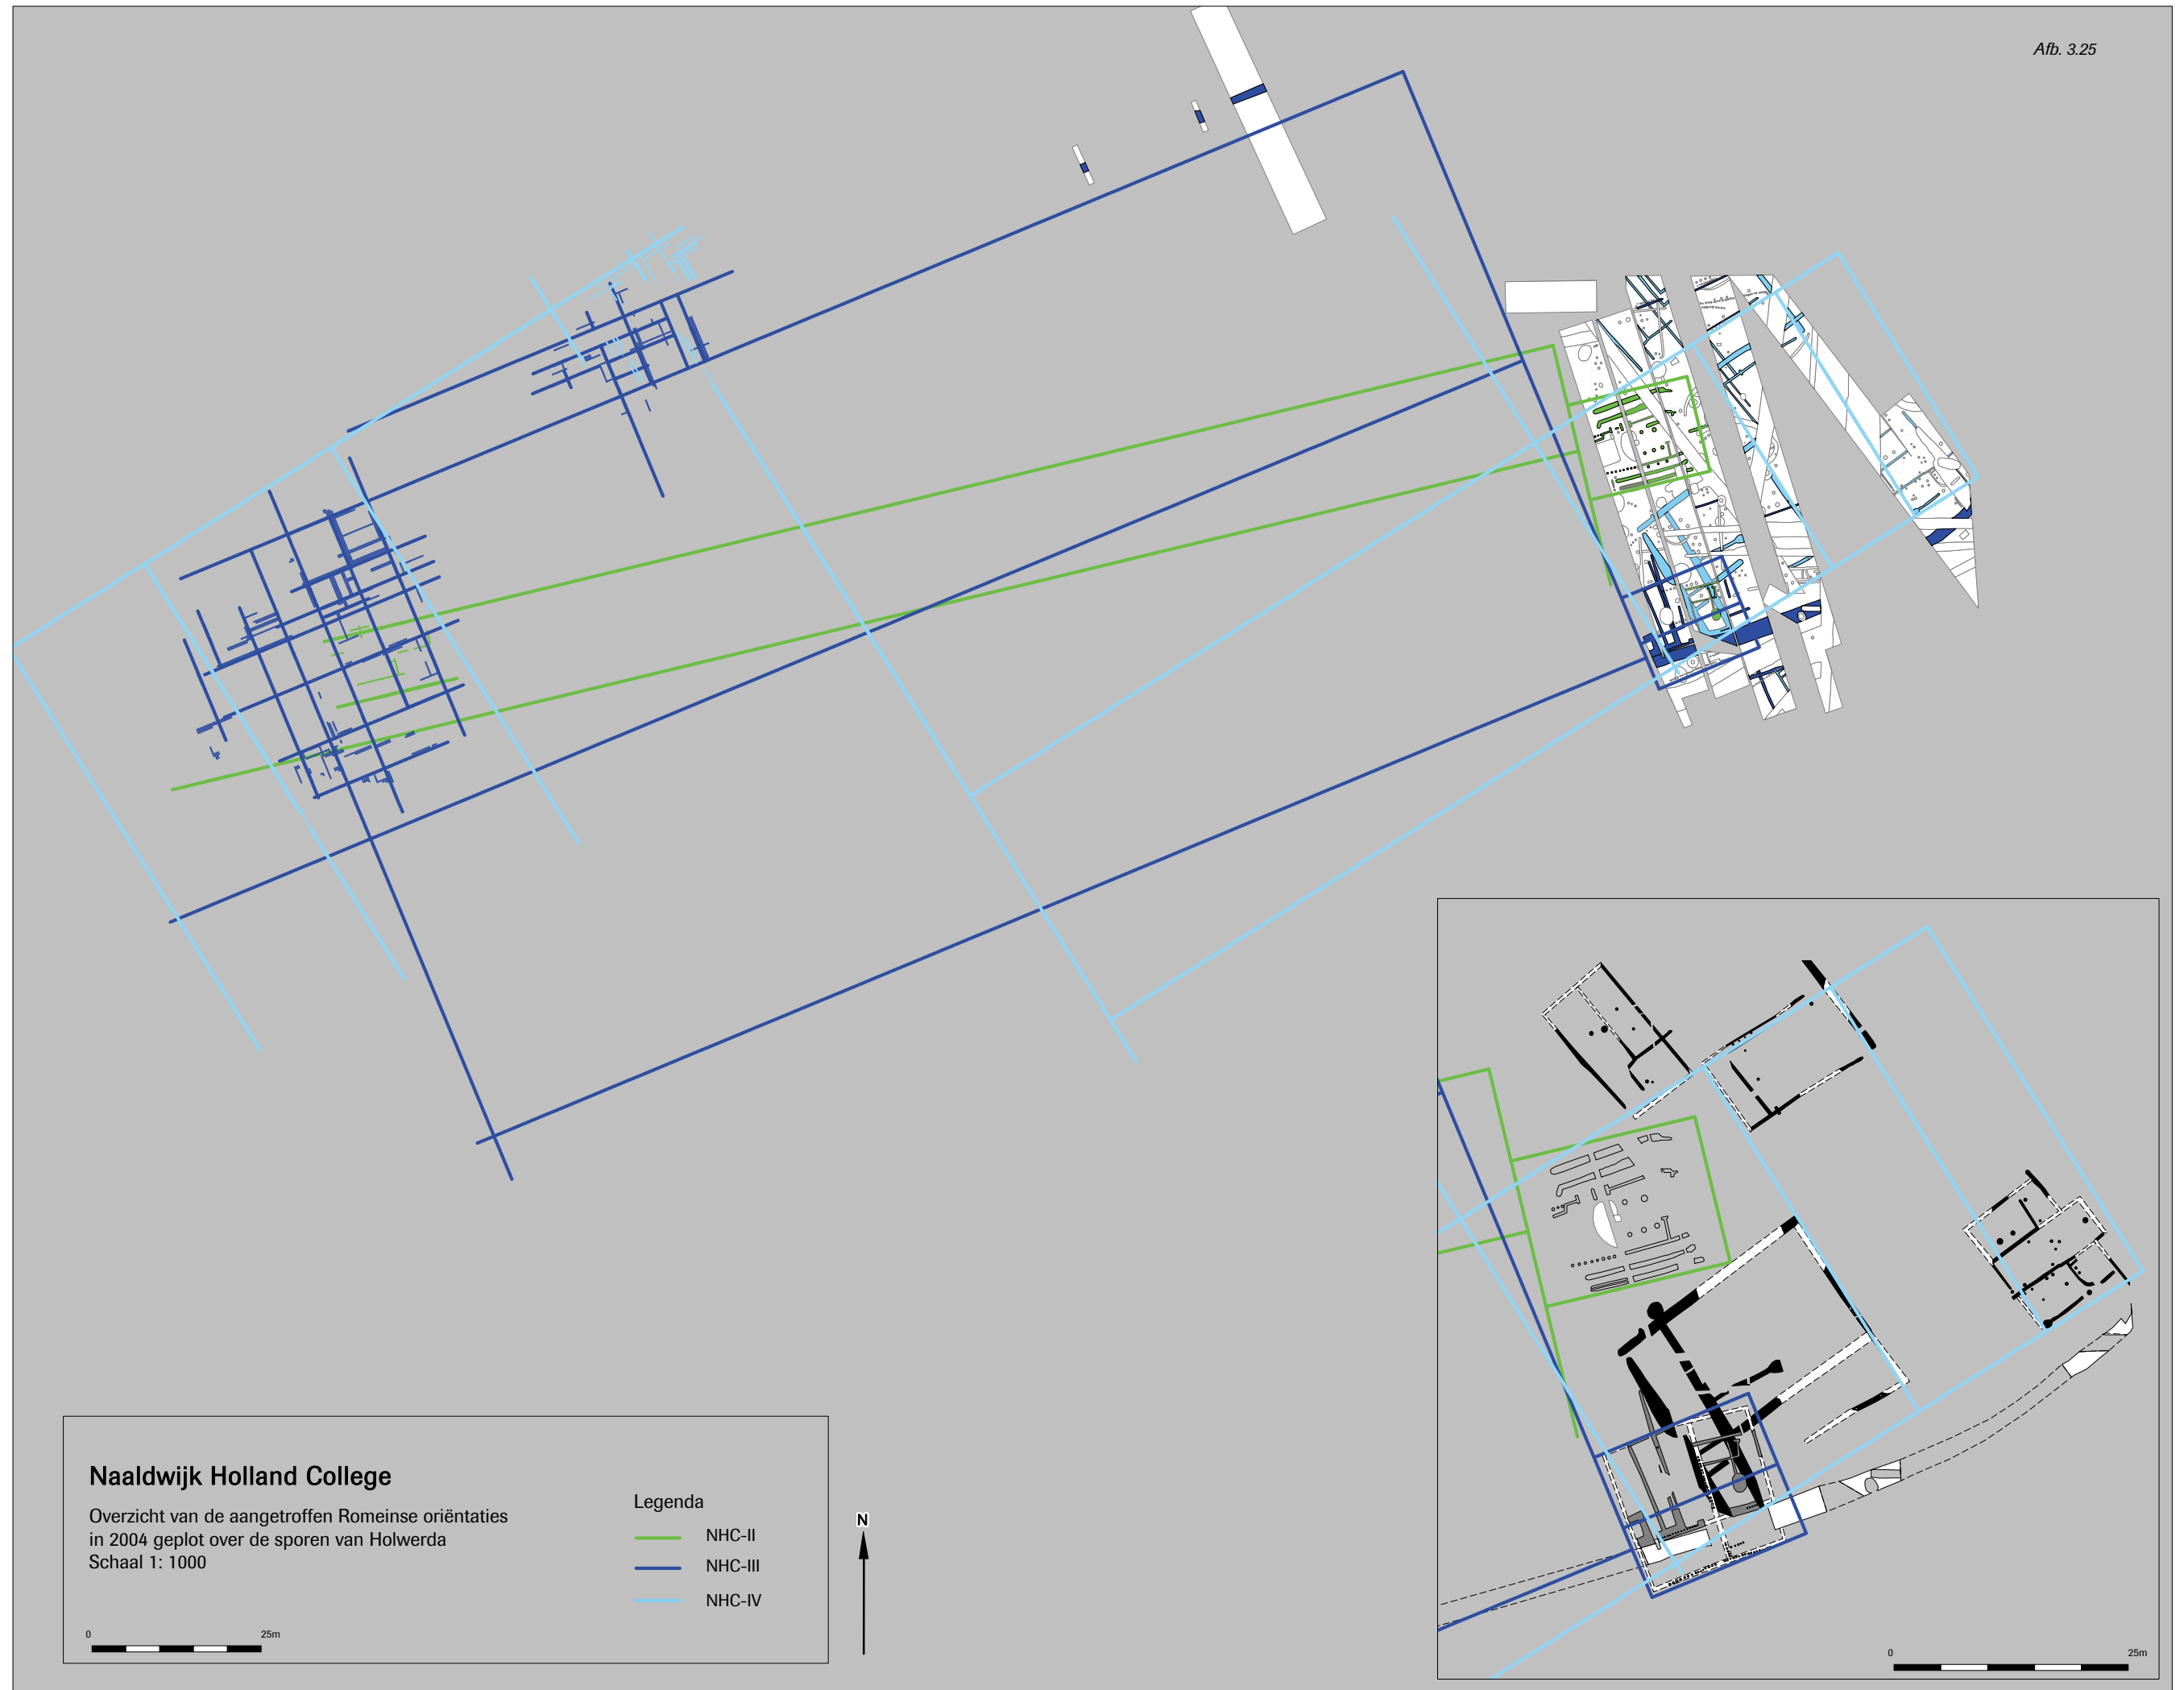 Afb. 3.25
Naaldwijk Holland College
Overzicht van de aangetroffen Romeinse oriëntaties
in 2004 geplot over de sporen van Holwerda
Schaal 1: 1000
0 25m
Legenda
NHC-II
NHC-III
NHC-IV
N
0 25m